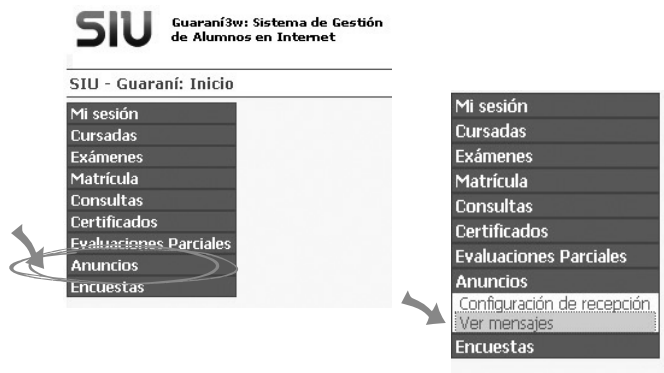 SIU
Guaraní3w: Sistema de Gestión
de Alumnos en Internet
SIU - Guaraní: Inicio
Mi sesión
Cursadas
Exámenes
Matrícula
Consultas
Certificados
Evaluaciones Parciales
Anuncios
Encuestas
Mi sesión
Cursadas
Exámenes
Matrícula
Consultas
Certificados
Evaluaciones Parciales
Anuncios
Configuración de recepción
Ver mensajes
Encuestas